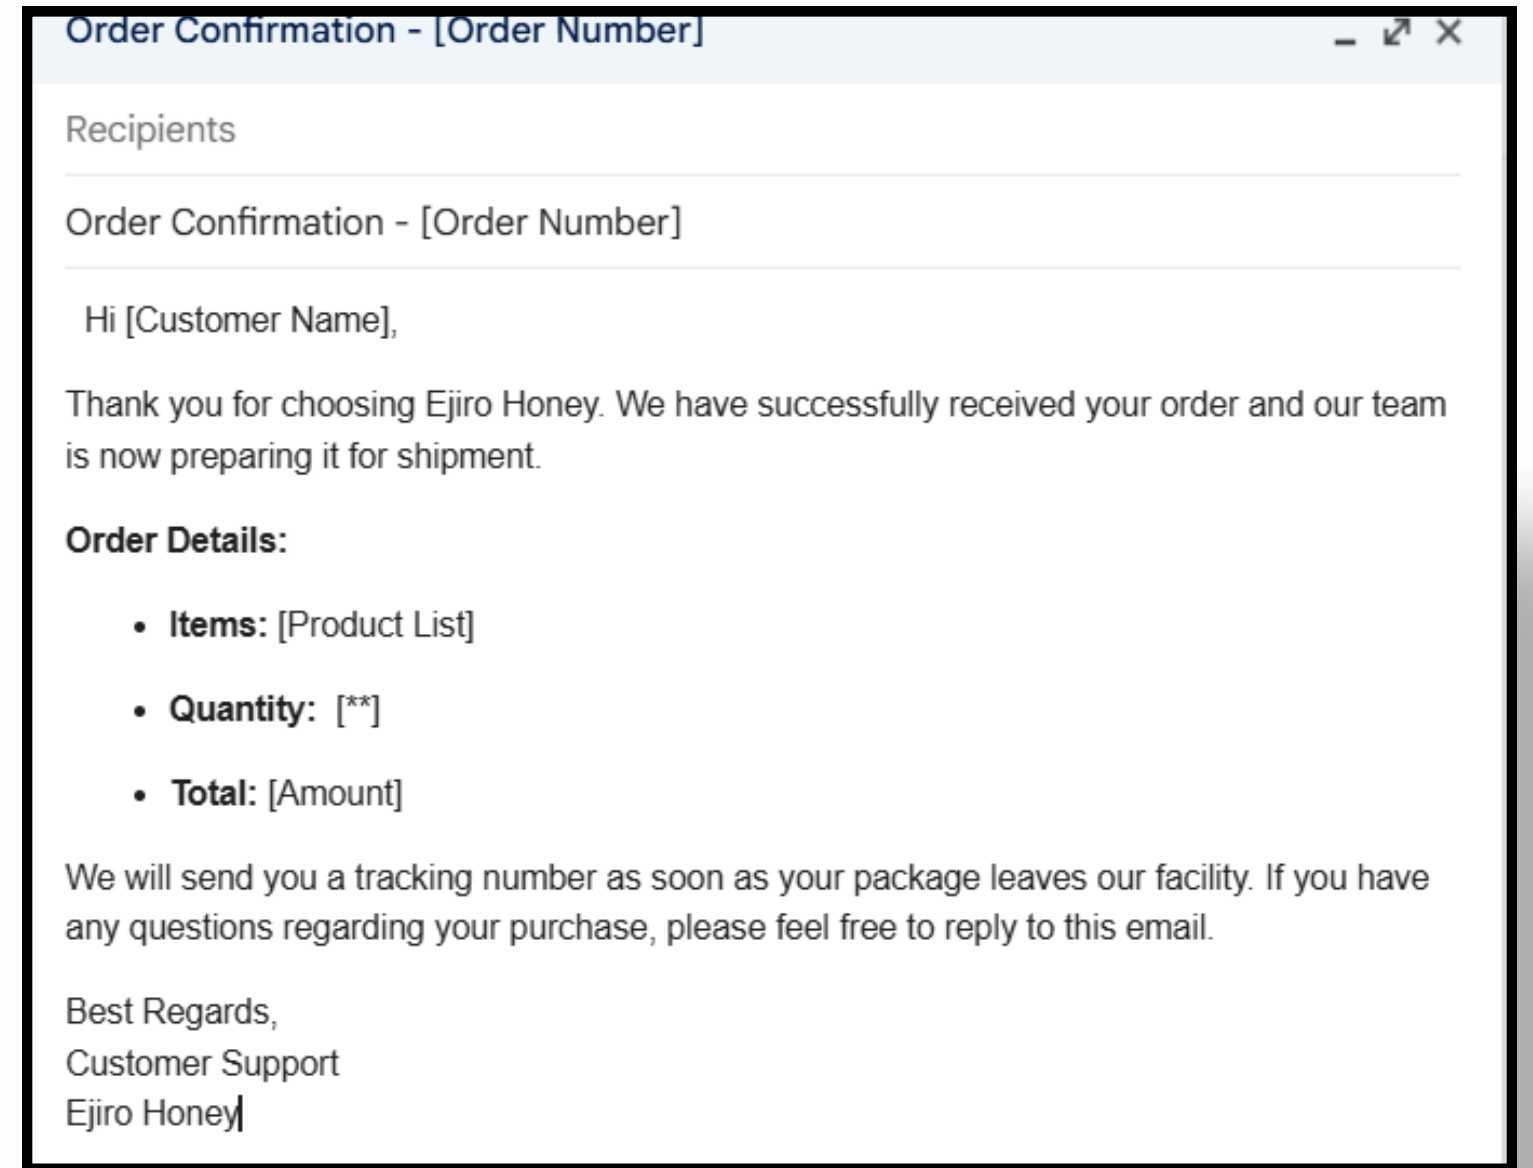 Order Confirmation - [Order Number]
Recipients
Order Confirmation - [Order Number]
Hi [Customer Name],
Thank you for choosing Ejiro Honey. We have successfully received your order and our team
is now preparing it for shipment.
Order Details:
• Items: [Product List]
• Quantity:  [**]
• Total: [Amount]
We will send you a tracking number as soon as your package leaves our facility. If you have
any questions regarding your purchase, please feel free to reply to this email.
Best Regards,
Customer Support
Ejiro Honey